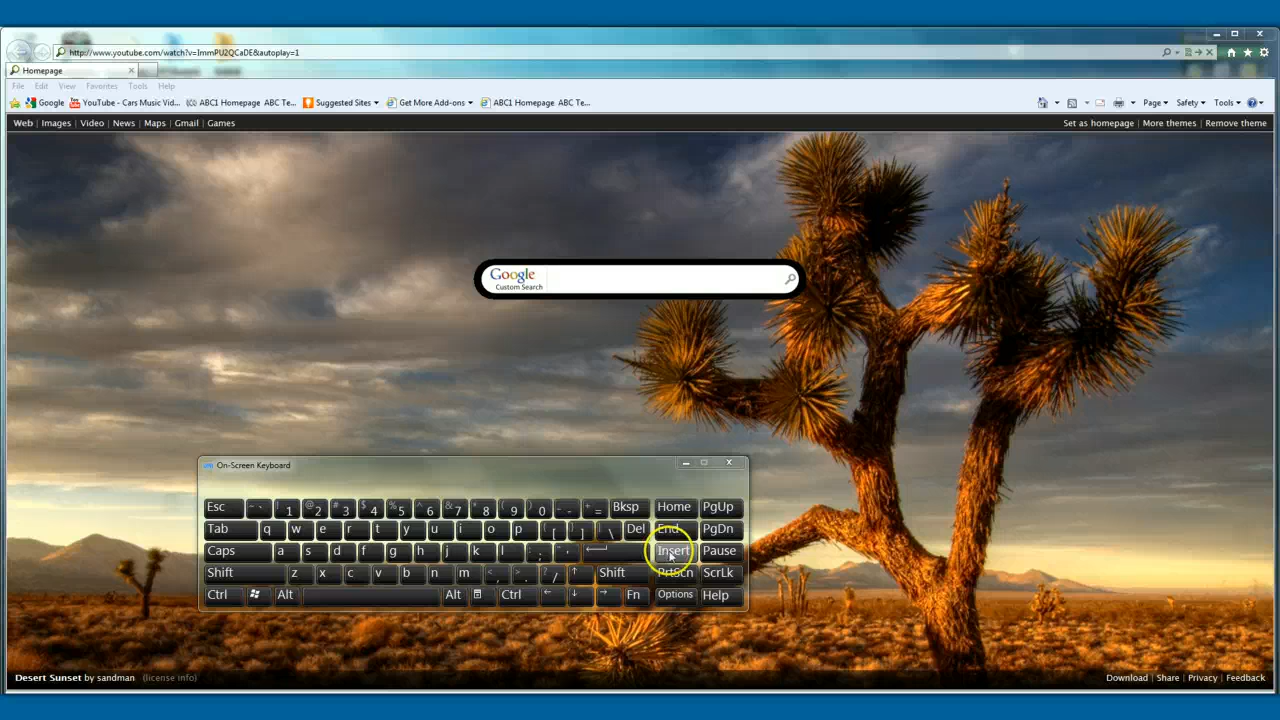 http://www.youtube.com/watch?v=ImmPU2QCaDE&autoplay=1
Homepage
File Edit View Favorites Tools Help
Google YouTube - Cars Music Vid... ABC1 Homepage ABC Te... Suggested Sites Get More Add-ons ABC1 Homepage ABC Te... Page Safety Tools
Web | Images | Video | News | Maps | Gmail | Games Set as homepage | More themes | Remove theme
Google
Custom Search
On-Screen Keyboard
Esc ~ ` ! 1 @ 2 # 3 $ 4 % 5 ^ 6 & 7 * 8 ( 9 ) 0 _ - + = Bksp Home PgUp
Tab q w e r t y u i o p { [ } ] | \ Del End PgDn
Caps a s d f g h j k l : ; " ' Insert Pause
Shift z x c v b n m < , > . ? / ↑ Shift PrtScn ScrLk
Ctrl Alt Alt Ctrl ← ↓ → Fn Options Help
Desert Sunset by sandman (license info) Download | Share | Privacy | Feedback